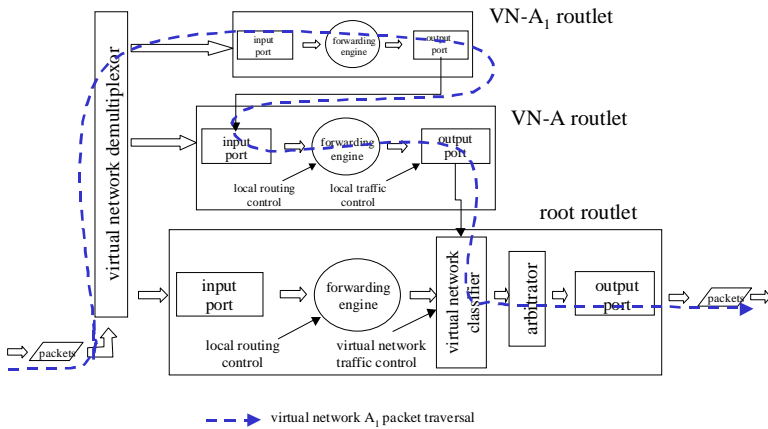 VN-A1 routlet
input
port
forwarding
engine
output
port
virtual network demultiplexor
VN-A routlet
input
port
forwarding
engine
output
port
local routing
control
local traffic
control
root routlet
input
port
forwarding
engine
virtual network
classifier
arbitrator
output
port
packets
packets
local routing
control
virtual network
traffic control
virtual network A1 packet traversal